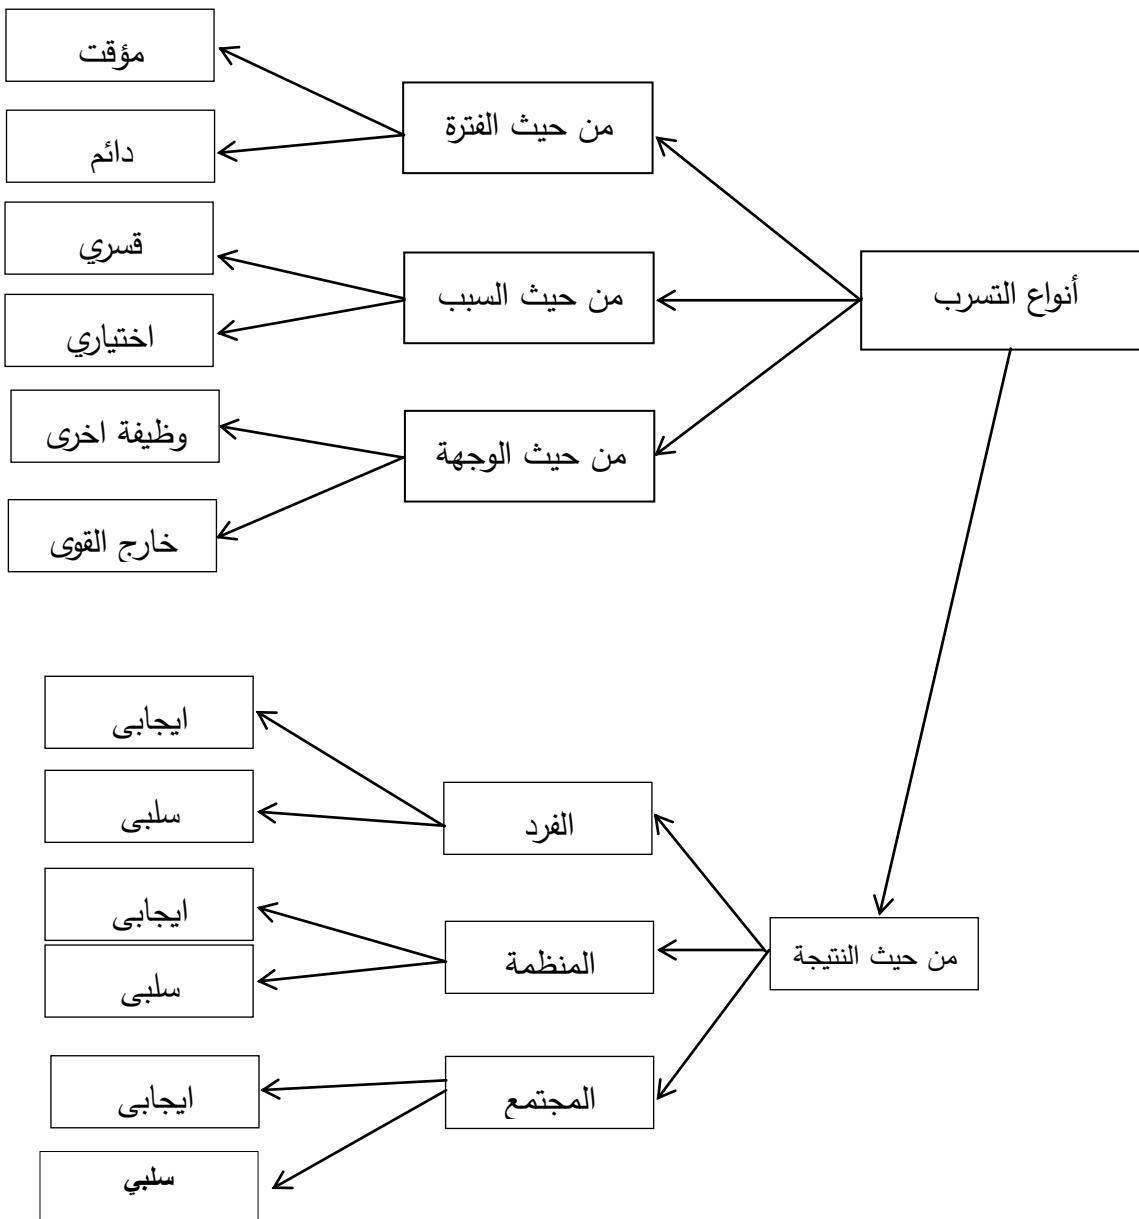 أنواع التسرب
من حيث الفترة
مؤقت
دائم
من حيث السبب
قسري
اختياري
من حيث الوجهة
وظيفة اخرى
خارج القوى
من حيث النتيجة
الفرد
ايجابى
سلبى
المنظمة
ايجابى
سلبى
المجتمع
ايجابى
سلبي